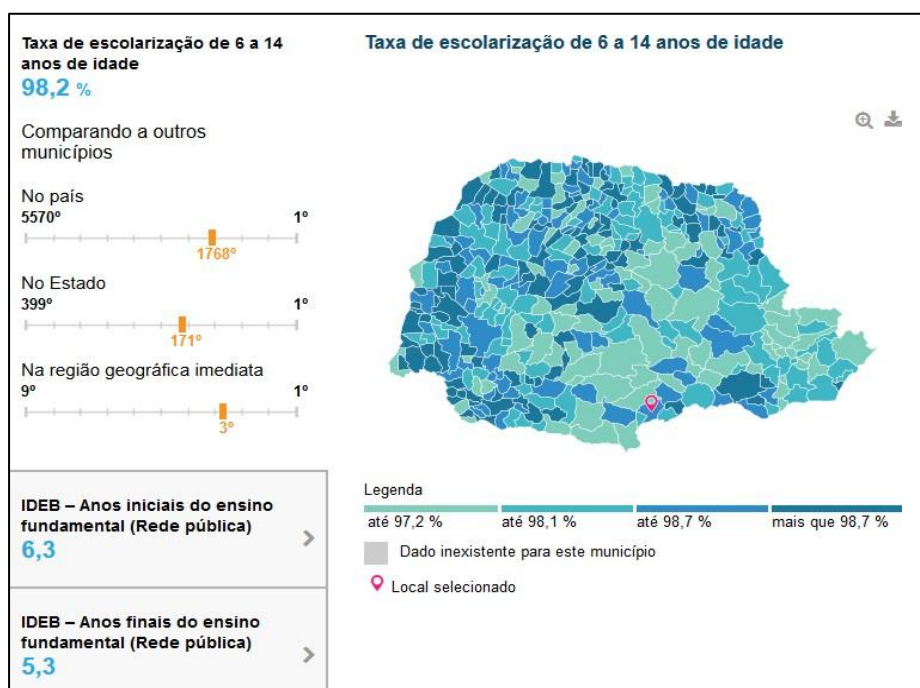 Taxa de escolarização de 6 a 14
anos de idade
98,2 %
Comparando a outros
municípios
No país
5570º
1º
1768º
No Estado
399º
1º
171º
Na região geográfica imediata
9º
1º
3º
IDEB – Anos iniciais do ensino
fundamental (Rede pública)
6,3
IDEB – Anos finais do ensino
fundamental (Rede pública)
5,3
Taxa de escolarização de 6 a 14 anos de idade
Legenda
até 97,2 %
até 98,1 %
até 98,7 %
mais que 98,7 %
Dado inexistente para este município
Local selecionado